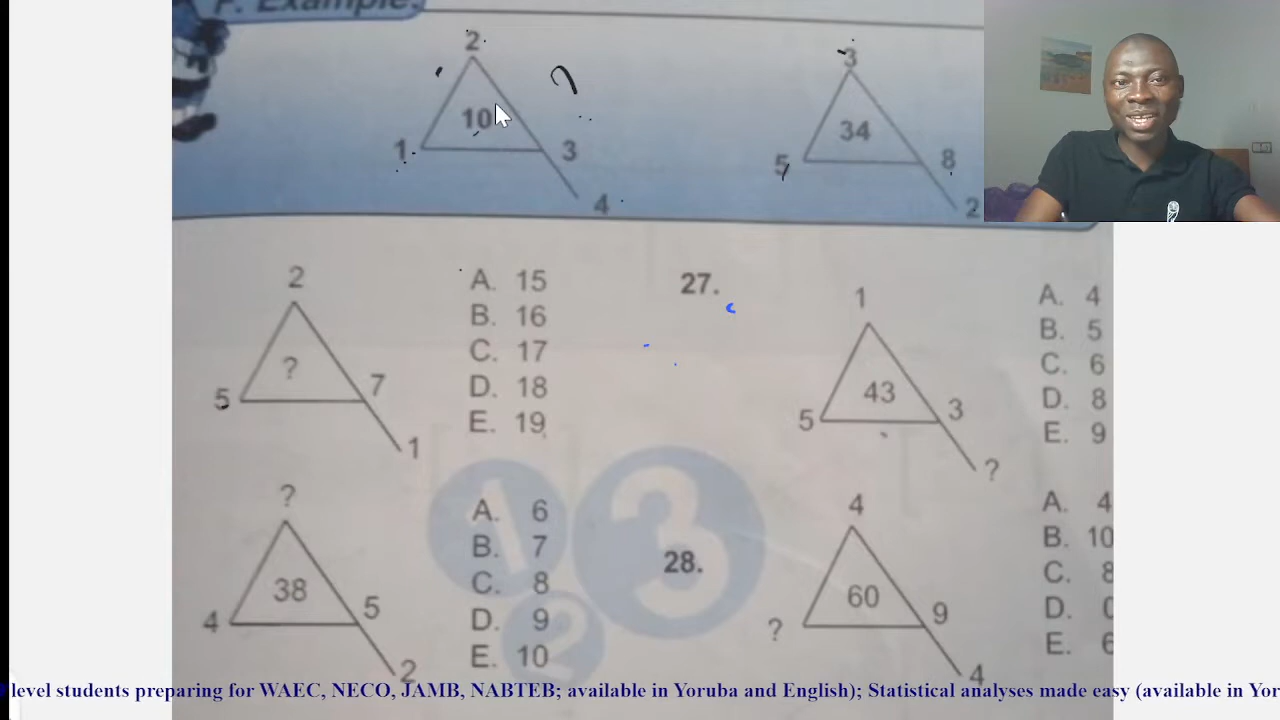 F. Example:
2
10
1
3
4
3
34
5
8
2
2
?
5
7
1
A. 15
B. 16
C. 17
D. 18
E. 19
27.
1
43
5
3
?
A. 4
B. 5
C. 6
D. 8
E. 9
?
38
4
5
2
A. 6
B. 7
C. 8
D. 9
E. 10
1
2
3
28.
4
60
?
9
4
A. 4
B. 10
C. 8
D.
E. 6
level students preparing for WAEC, NECO, JAMB, NABTEB; available in Yoruba and English); Statistical analyses made easy (available in Yor